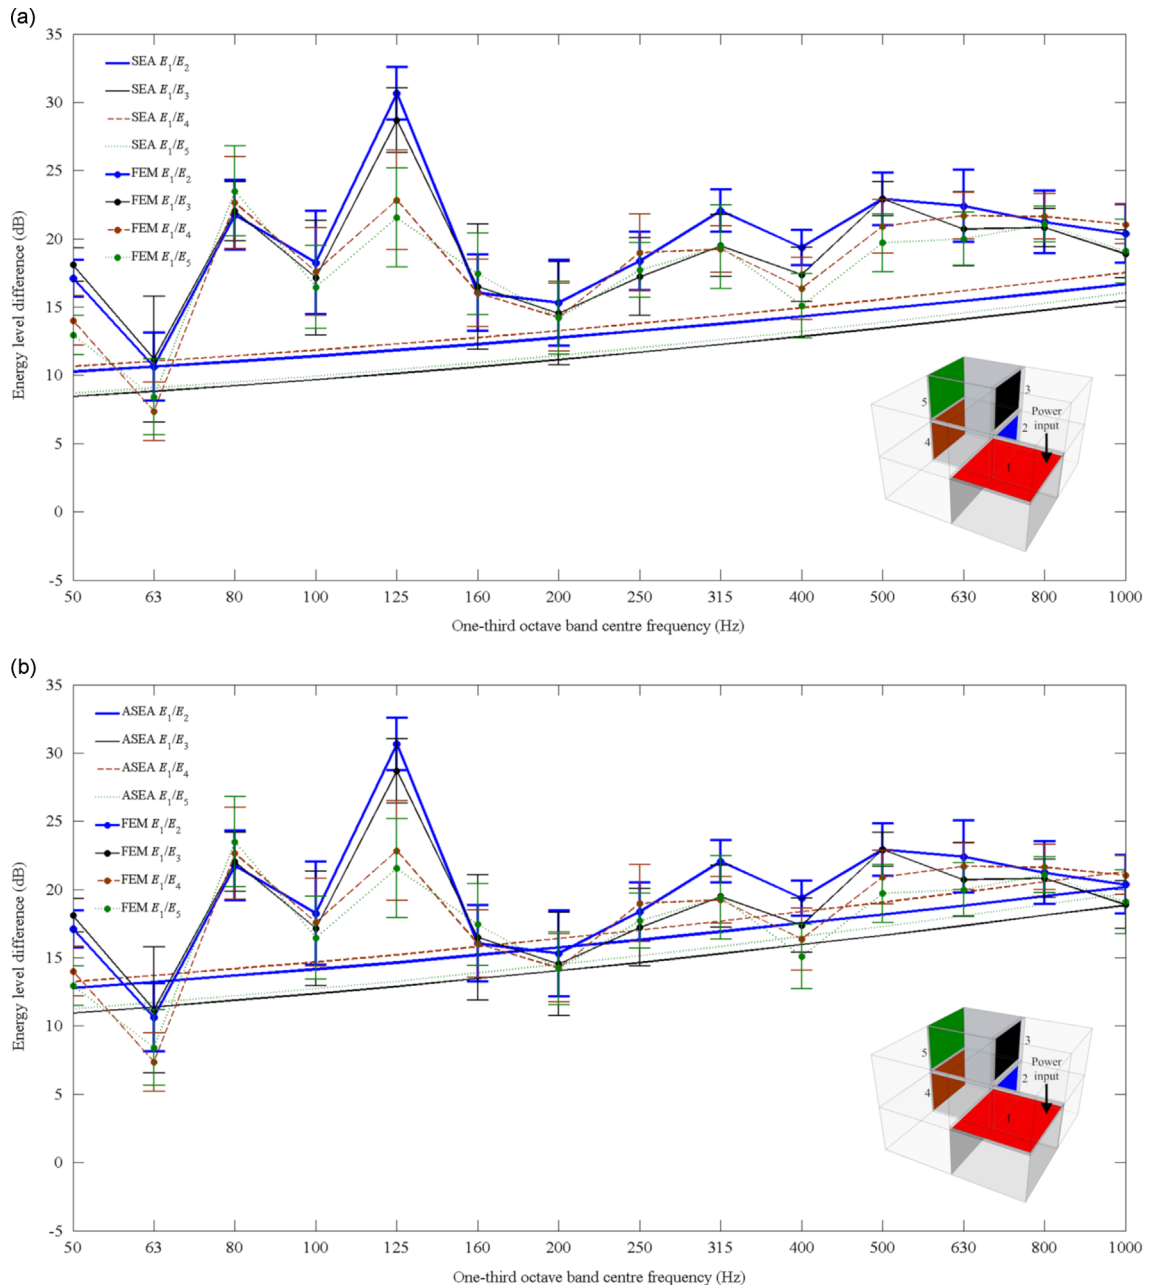 (a)
35
30
25
20
15
10
5
0
-5
Energy level difference (dB)
SEA E1/E2
SEA E1/E3
SEA E1/E4
SEA E1/E5
FEM E1/E2
FEM E1/E3
FEM E1/E4
FEM E1/E5
5
4
3
2
Power
input
1
50 63 80 100 125 160 200 250 315 400 500 630 800 1000
One-third octave band centre frequency (Hz)
(b)
35
30
25
20
15
10
5
0
-5
Energy level difference (dB)
ASEA E1/E2
ASEA E1/E3
ASEA E1/E4
ASEA E1/E5
FEM E1/E2
FEM E1/E3
FEM E1/E4
FEM E1/E5
5
4
3
2
Power
input
1
50 63 80 100 125 160 200 250 315 400 500 630 800 1000
One-third octave band centre frequency (Hz)